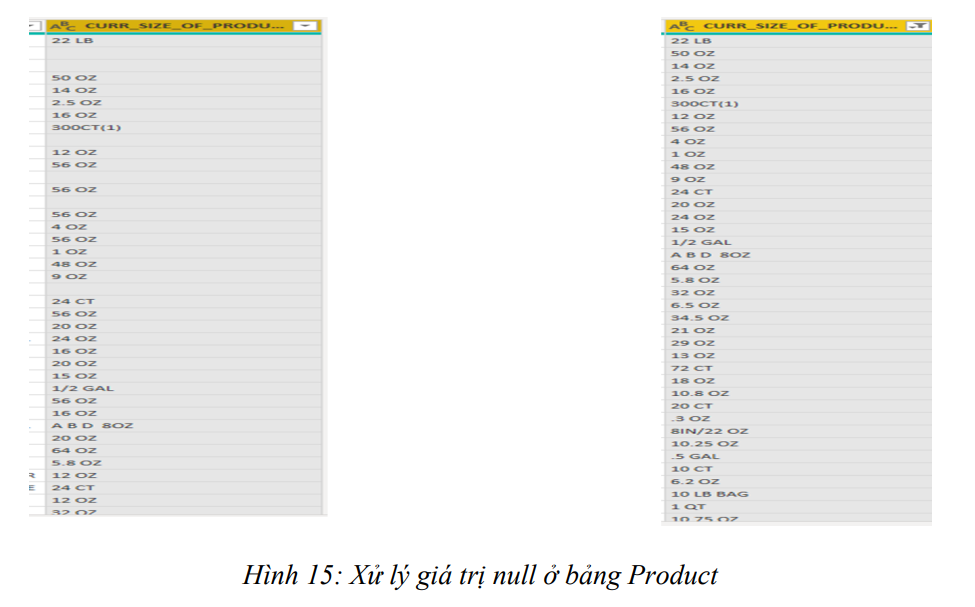 ABC CURR_SIZE_OF_PRODU...
22 LB
50 OZ
14 OZ
2.5 OZ
16 OZ
300CT(1)
12 OZ
56 OZ
56 OZ
56 OZ
4 OZ
56 OZ
1 OZ
48 OZ
9 OZ
24 CT
56 OZ
20 OZ
24 OZ
16 OZ
20 OZ
15 OZ
1/2 GAL
56 OZ
16 OZ
A B D 8OZ
20 OZ
64 OZ
5.8 OZ
R 12 OZ
E 24 CT
12 OZ
32 OZ
ABC CURR_SIZE_OF_PRODU...
22 LB
50 OZ
14 OZ
2.5 OZ
16 OZ
300CT(1)
12 OZ
56 OZ
4 OZ
1 OZ
48 OZ
9 OZ
24 CT
20 OZ
24 OZ
15 OZ
1/2 GAL
A B D 8OZ
64 OZ
5.8 OZ
32 OZ
6.5 OZ
34.5 OZ
21 OZ
29 OZ
13 OZ
72 CT
18 OZ
10.8 OZ
20 CT
.3 OZ
8IN/22 OZ
10.25 OZ
.5 GAL
10 CT
6.2 OZ
10 LB BAG
1 QT
10.75 OZ
Hình 15: Xử lý giá trị null ở bảng Product